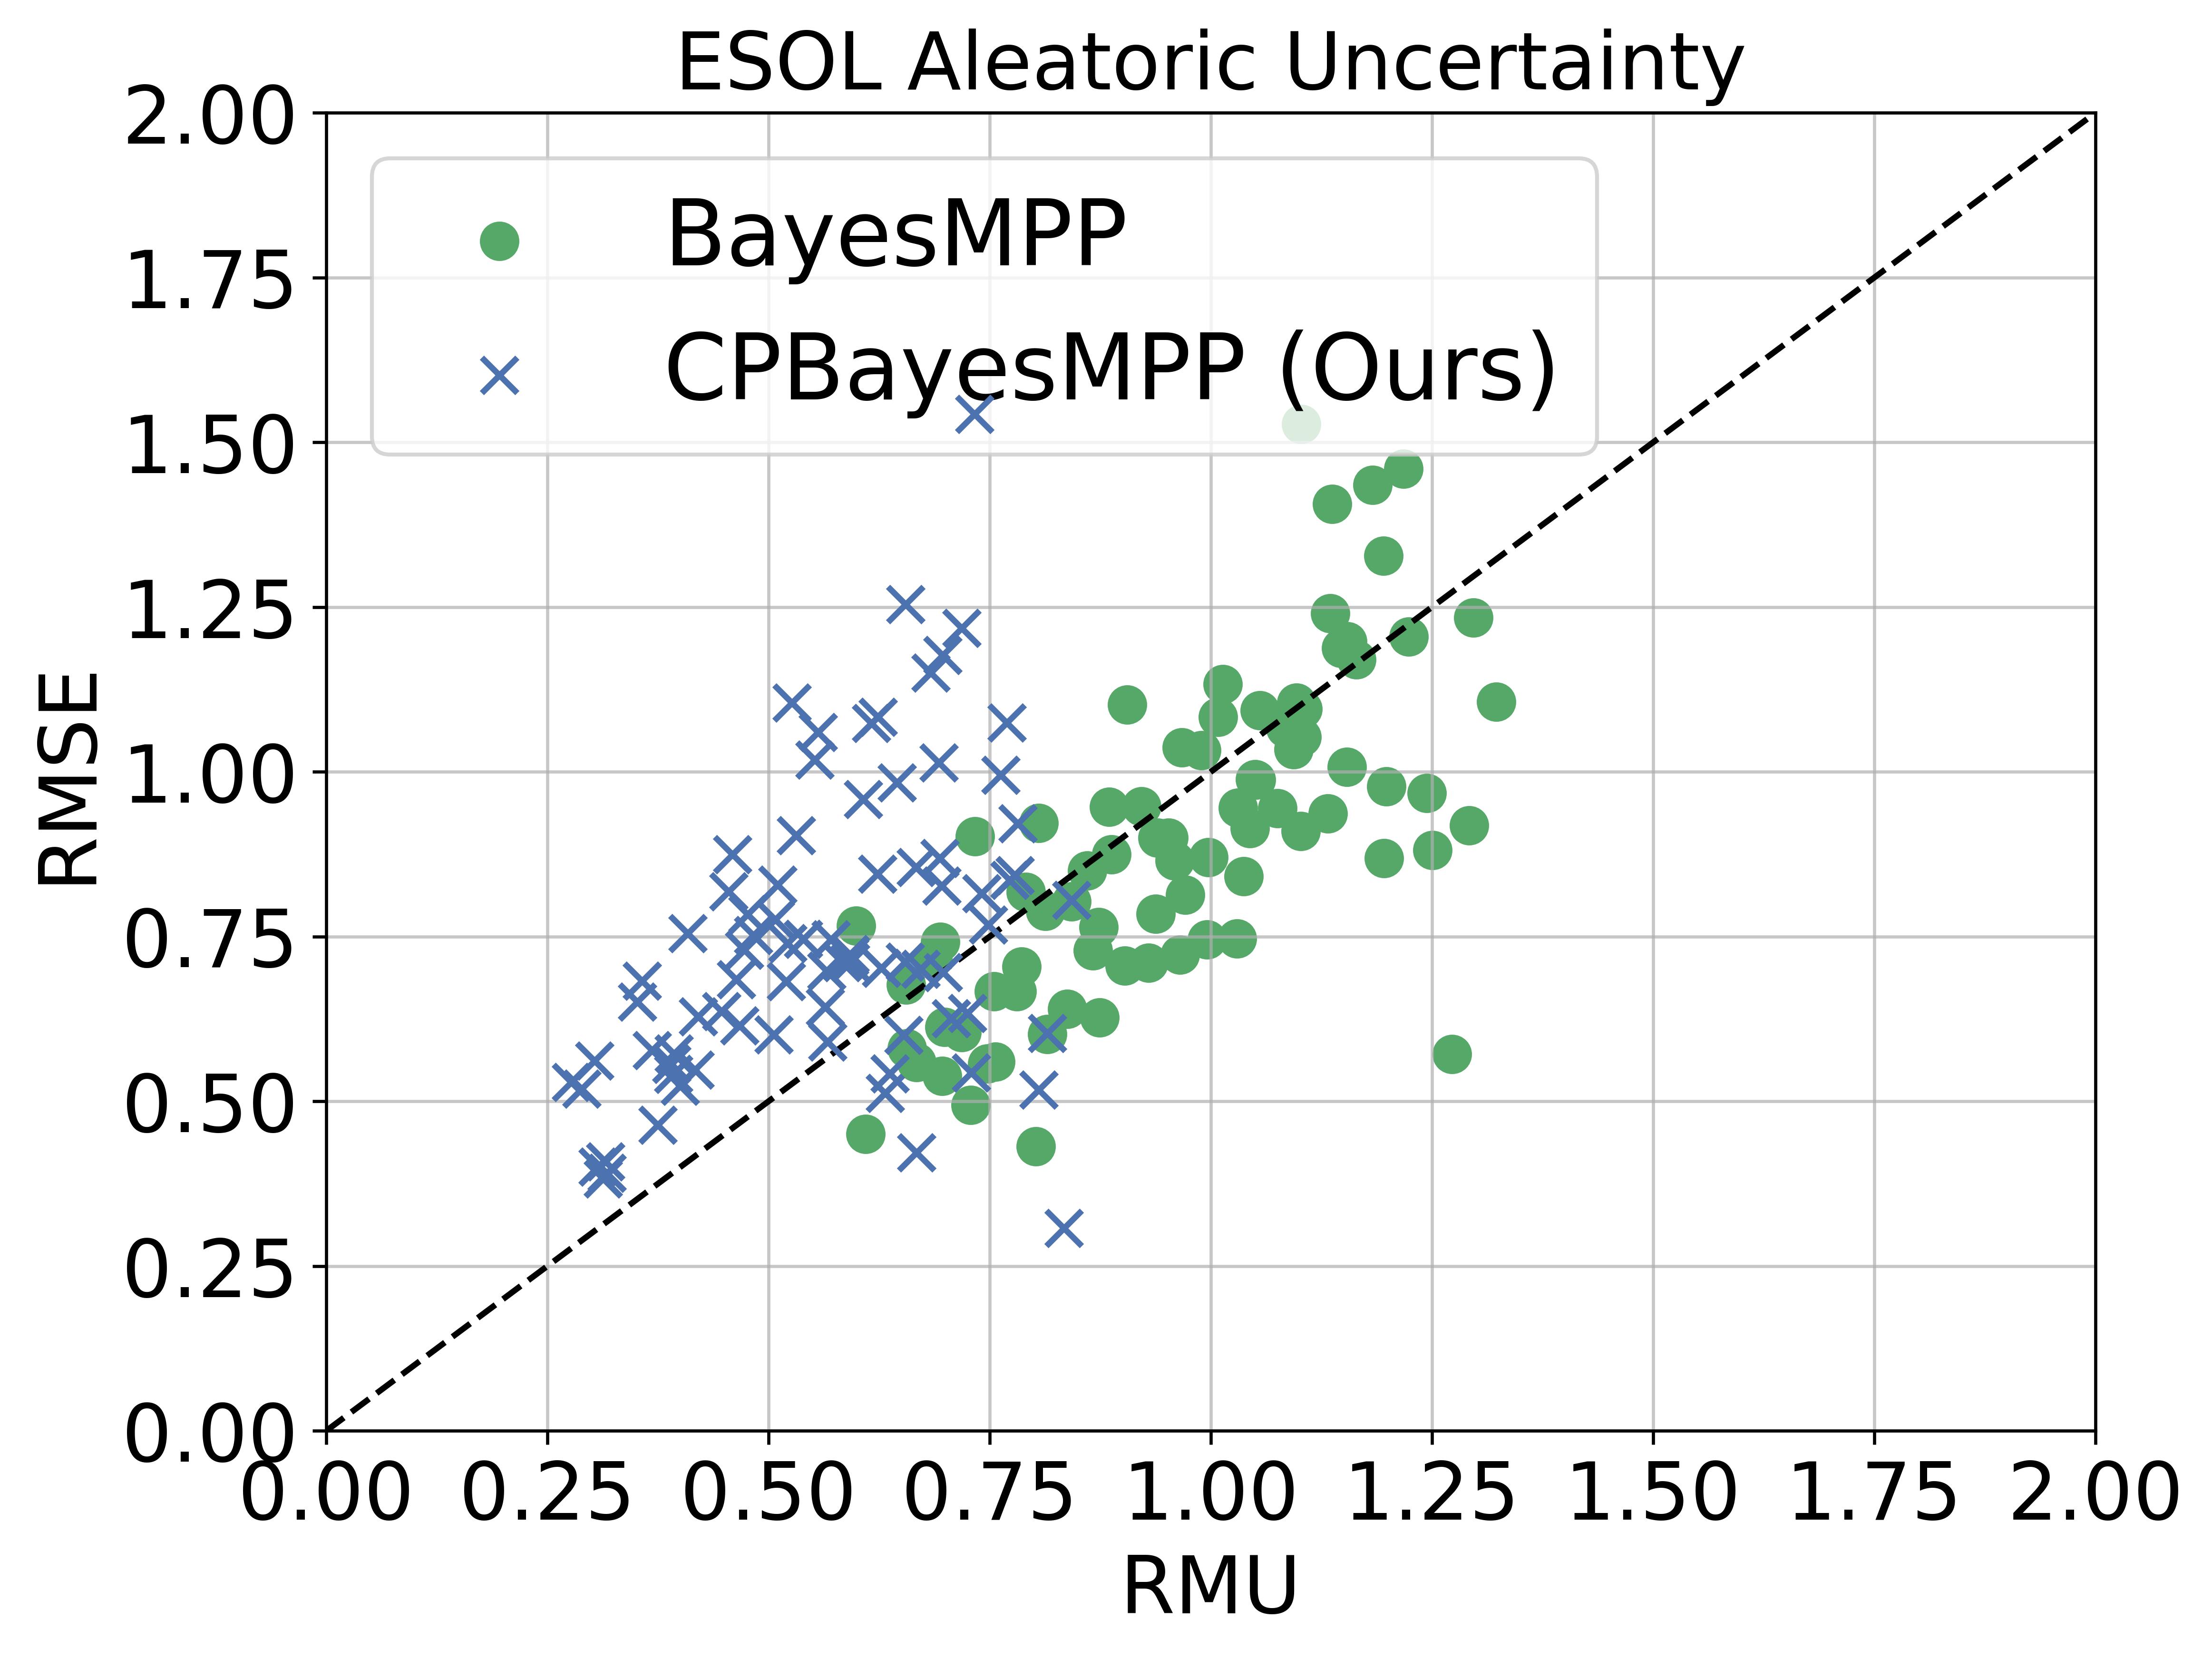 ESOL Aleatoric Uncertainty
2.00
1.75
1.50
1.25
1.00
0.75
0.50
0.25
0.00
RMSE
BayesMPP
CPBayesMPP (Ours)
0.00 0.25 0.50 0.75 1.00 1.25 1.50 1.75 2.00
RMU